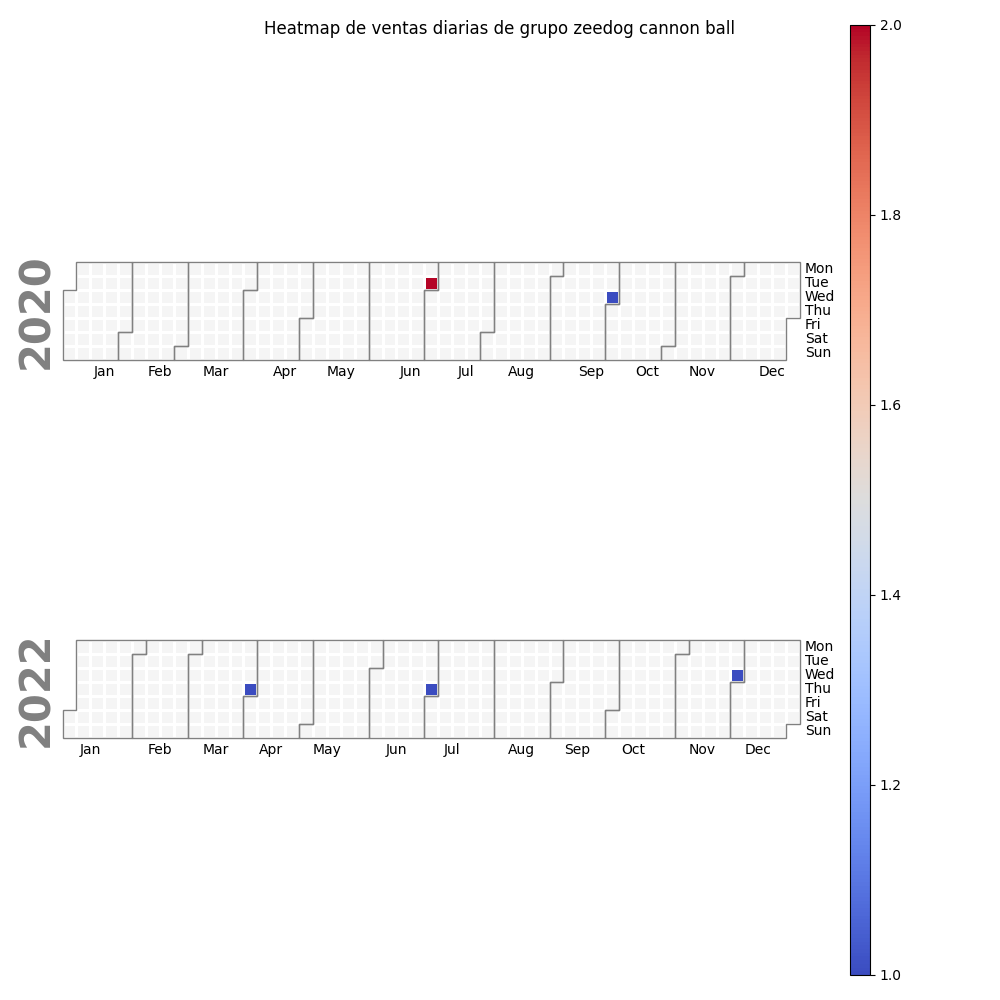 Heatmap de ventas diarias de grupo zeedog cannon ball
2020
Mon
Tue
Wed
Thu
Fri
Sat
Sun
Jan Feb Mar Apr May Jun Jul Aug Sep Oct Nov Dec
2022
Mon
Tue
Wed
Thu
Fri
Sat
Sun
Jan Feb Mar Apr May Jun Jul Aug Sep Oct Nov Dec
2.0
1.8
1.6
1.4
1.2
1.0